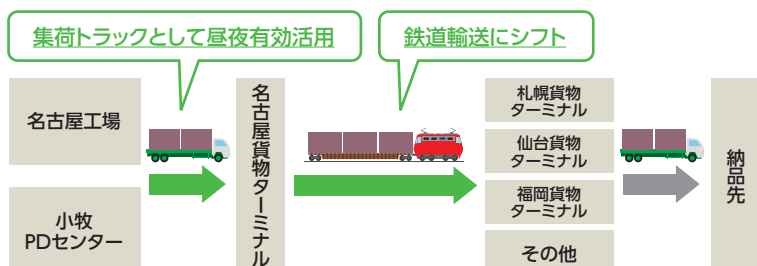 集荷トラックとして昼夜有効活用
鉄道輸送にシフト
名古屋工場
小牧
PDセンター
名古屋貨物ターミナル
札幌貨物
ターミナル
仙台貨物
ターミナル
福岡貨物
ターミナル
その他
納品先